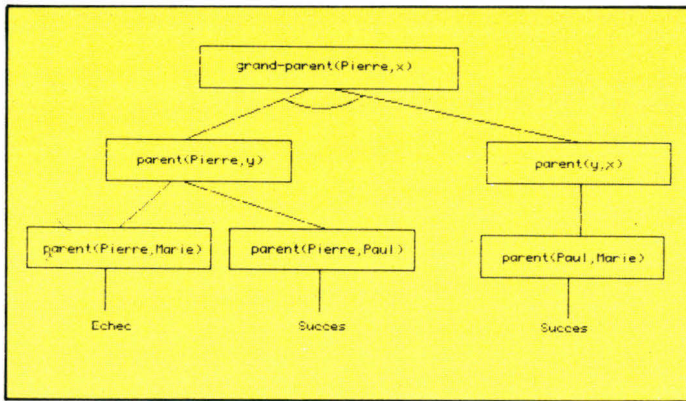 grand-parent(Pierre,x)
parent(Pierre,y)
parent(y,x)
parent(Pierre,Marie)
parent(Pierre,Paul)
parent(Paul,Marie)
Echec
Succes
Succes